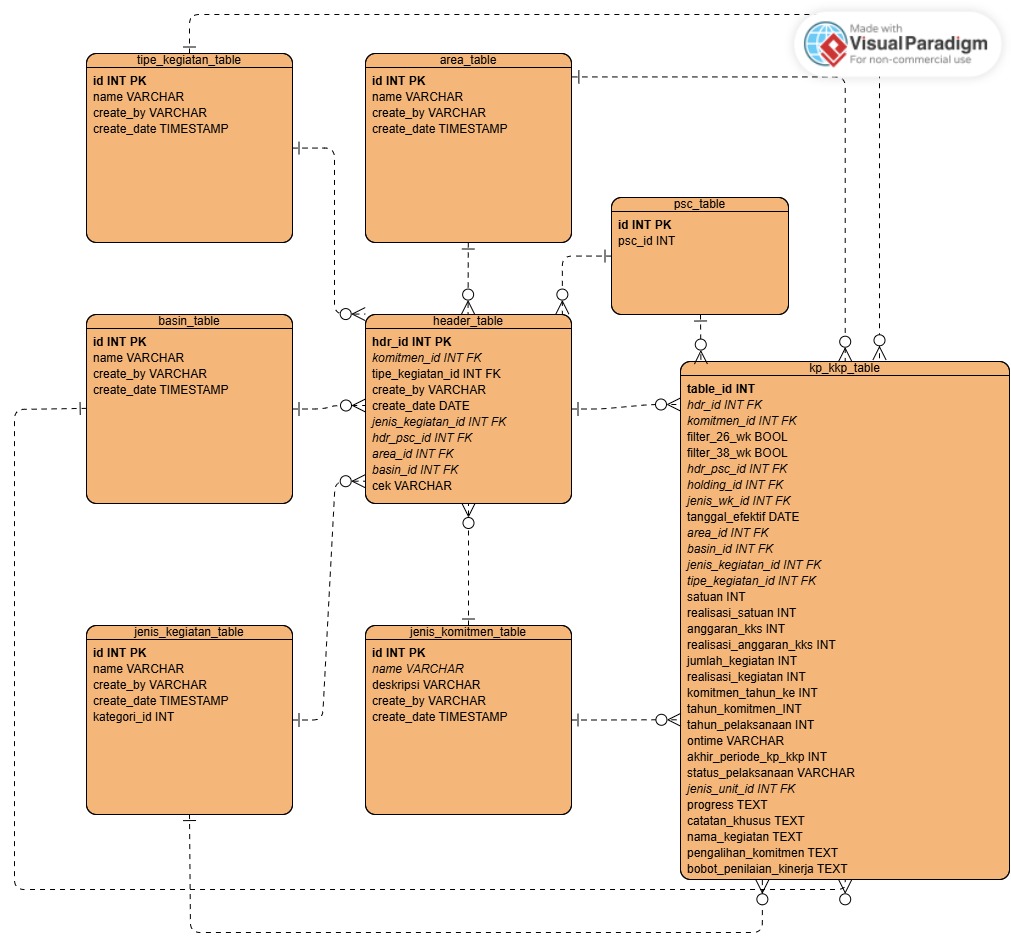 Made with
Visual Paradigm
For non-commercial use
tipe_kegiatan_table
id INT PK
name VARCHAR
create_by VARCHAR
create_date TIMESTAMP
area_table
id INT PK
name VARCHAR
create_by VARCHAR
create_date TIMESTAMP
psc_table
id INT PK
psc_id INT
basin_table
id INT PK
name VARCHAR
create_by VARCHAR
create_date TIMESTAMP
header_table
hdr_id INT PK
komitmen_id INT FK
tipe_kegiatan_id INT FK
create_by VARCHAR
create_date DATE
jenis_kegiatan_id INT FK
hdr_psc_id INT FK
area_id INT FK
basin_id INT FK
cek VARCHAR
kp_kkp_table
table_id INT
hdr_id INT FK
komitmen_id INT FK
filter_26_wk BOOL
filter_38_wk BOOL
hdr_psc_id INT FK
holding_id INT FK
jenis_wk_id INT FK
tanggal_efektif DATE
area_id INT FK
basin_id INT FK
jenis_kegiatan_id INT FK
tipe_kegiatan_id INT FK
satuan INT
realisasi_satuan INT
anggaran_kks INT
realisasi_anggaran_kks INT
jumlah_kegiatan INT
realisasi_kegiatan INT
komitmen_tahun_ke INT
tahun_komitmen_INT
tahun_pelaksanaan INT
ontime VARCHAR
akhir_periode_kp_kkp INT
status_pelaksanaan VARCHAR
jenis_unit_id INT FK
progress TEXT
catatan_khusus TEXT
nama_kegiatan TEXT
pengalihan_komitmen TEXT
bobot_penilaian_kinerja TEXT
jenis_kegiatan_table
id INT PK
name VARCHAR
create_by VARCHAR
create_date TIMESTAMP
kategori_id INT
jenis_komitmen_table
id INT PK
name VARCHAR
deskripsi VARCHAR
create_by VARCHAR
create_date TIMESTAMP